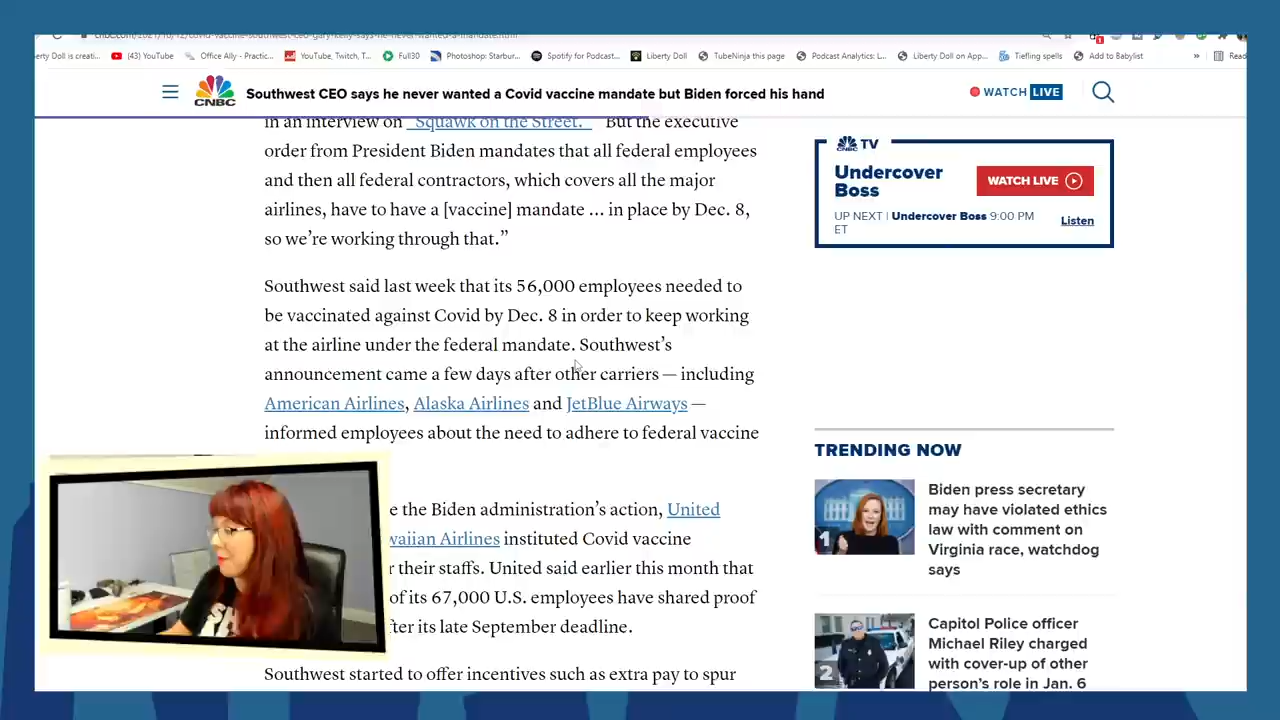 cnbc.com/2021/10/12/covid-vaccine-southwest-ceo-gary-kelly-says-he-never-wanted-a-mandate.html
erty Doll is creati...
(43) YouTube
Office Ally - Practic...
YouTube, Twitch, T...
Full30
Photoshop: Starbur...
Spotify for Podcast...
Liberty Doll
TubeNinja this page
Podcast Analytics: L...
Liberty Doll on App...
Tiefling spells
Add to Babylist
»
Read
CNBC
Southwest CEO says he never wanted a Covid vaccine mandate but Biden forced his hand
WATCH LIVE
in an interview on "Squawk on the Street." "But the executive
order from President Biden mandates that all federal employees
and then all federal contractors, which covers all the major
airlines, have to have a [vaccine] mandate ... in place by Dec. 8,
so we're working through that.”
Southwest said last week that its 56,000 employees needed to
be vaccinated against Covid by Dec. 8 in order to keep working
at the airline under the federal mandate. Southwest's
announcement came a few days after other carriers — including
American Airlines, Alaska Airlines and JetBlue Airways —
informed employees about the need to adhere to federal vaccine
e the Biden administration's action, United
waiian Airlines instituted Covid vaccine
r their staffs. United said earlier this month that
of its 67,000 U.S. employees have shared proof
fter its late September deadline.
Southwest started to offer incentives such as extra pay to spur
CNBC TV
Undercover
Boss
WATCH LIVE
UP NEXT | Undercover Boss 9:00 PM
ET
Listen
TRENDING NOW
1
Biden press secretary
may have violated ethics
law with comment on
Virginia race, watchdog
says
2
Capitol Police officer
Michael Riley charged
with cover-up of other
person's role in Jan. 6